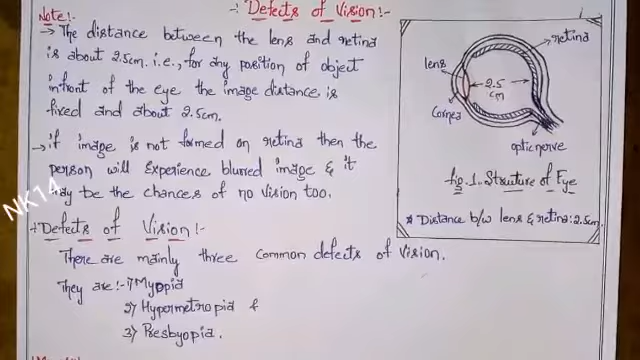 ÷ Defects of Vision :-
Note :-
→ The distance between the lens and retina
is about 2.5cm. i.e., for any position of object
infront of the eye the image distance is
fixed and about 2.5cm.
→ if image is not formed on retina then the
person will experience blurred image & it
may be the chances of no vision too.
÷ Defects of Vision :-
There are mainly three common defects of vision.
They are :- 1) Myopia
2) Hypermetropia &
3) Presbyopia.
retina
lens
2.5
cm
Cornea
optic nerve
fig. 1. Struture of Eye
* Distance b/w lens & retina : 2.5cm.
NK14